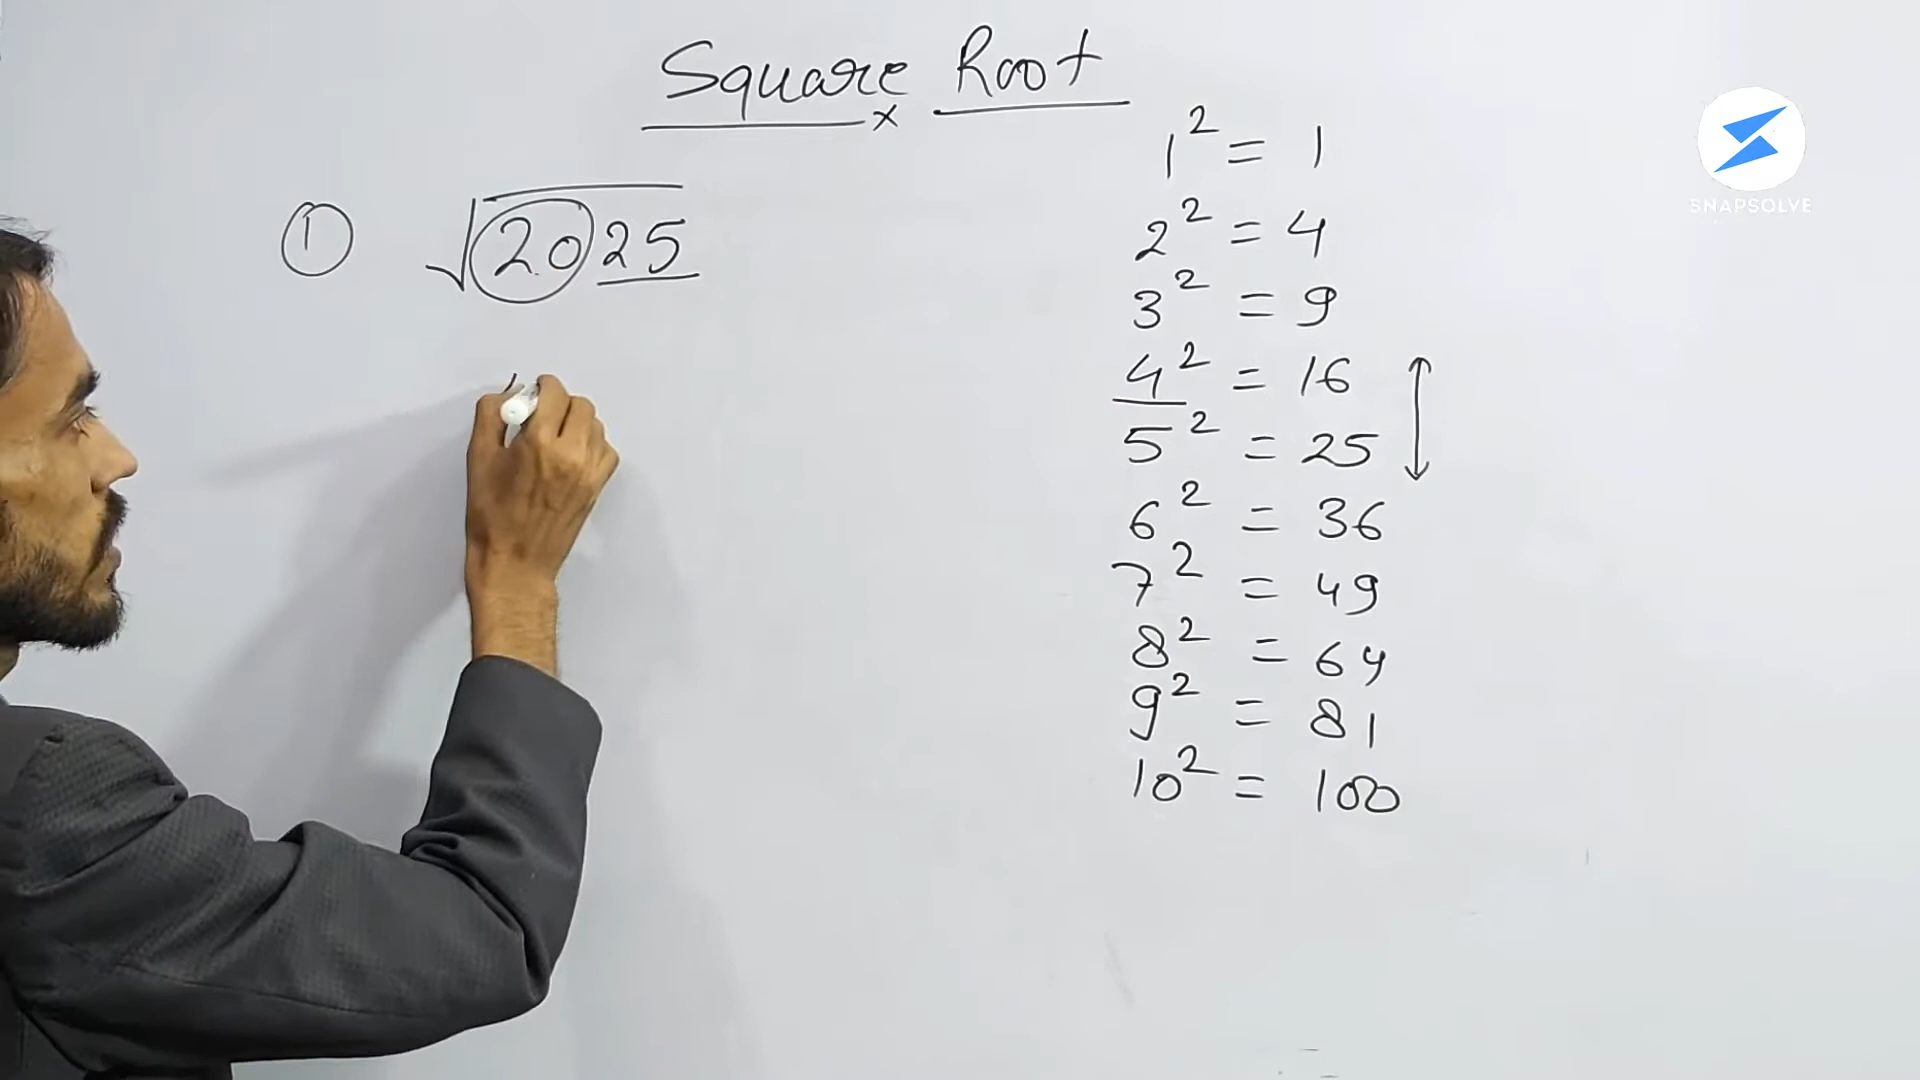 Square Root
① √2025
1² = 1
2² = 4
3² = 9
4² = 16
5² = 25
6² = 36
7² = 49
8² = 64
9² = 81
10² = 100
SNAPSOLVE